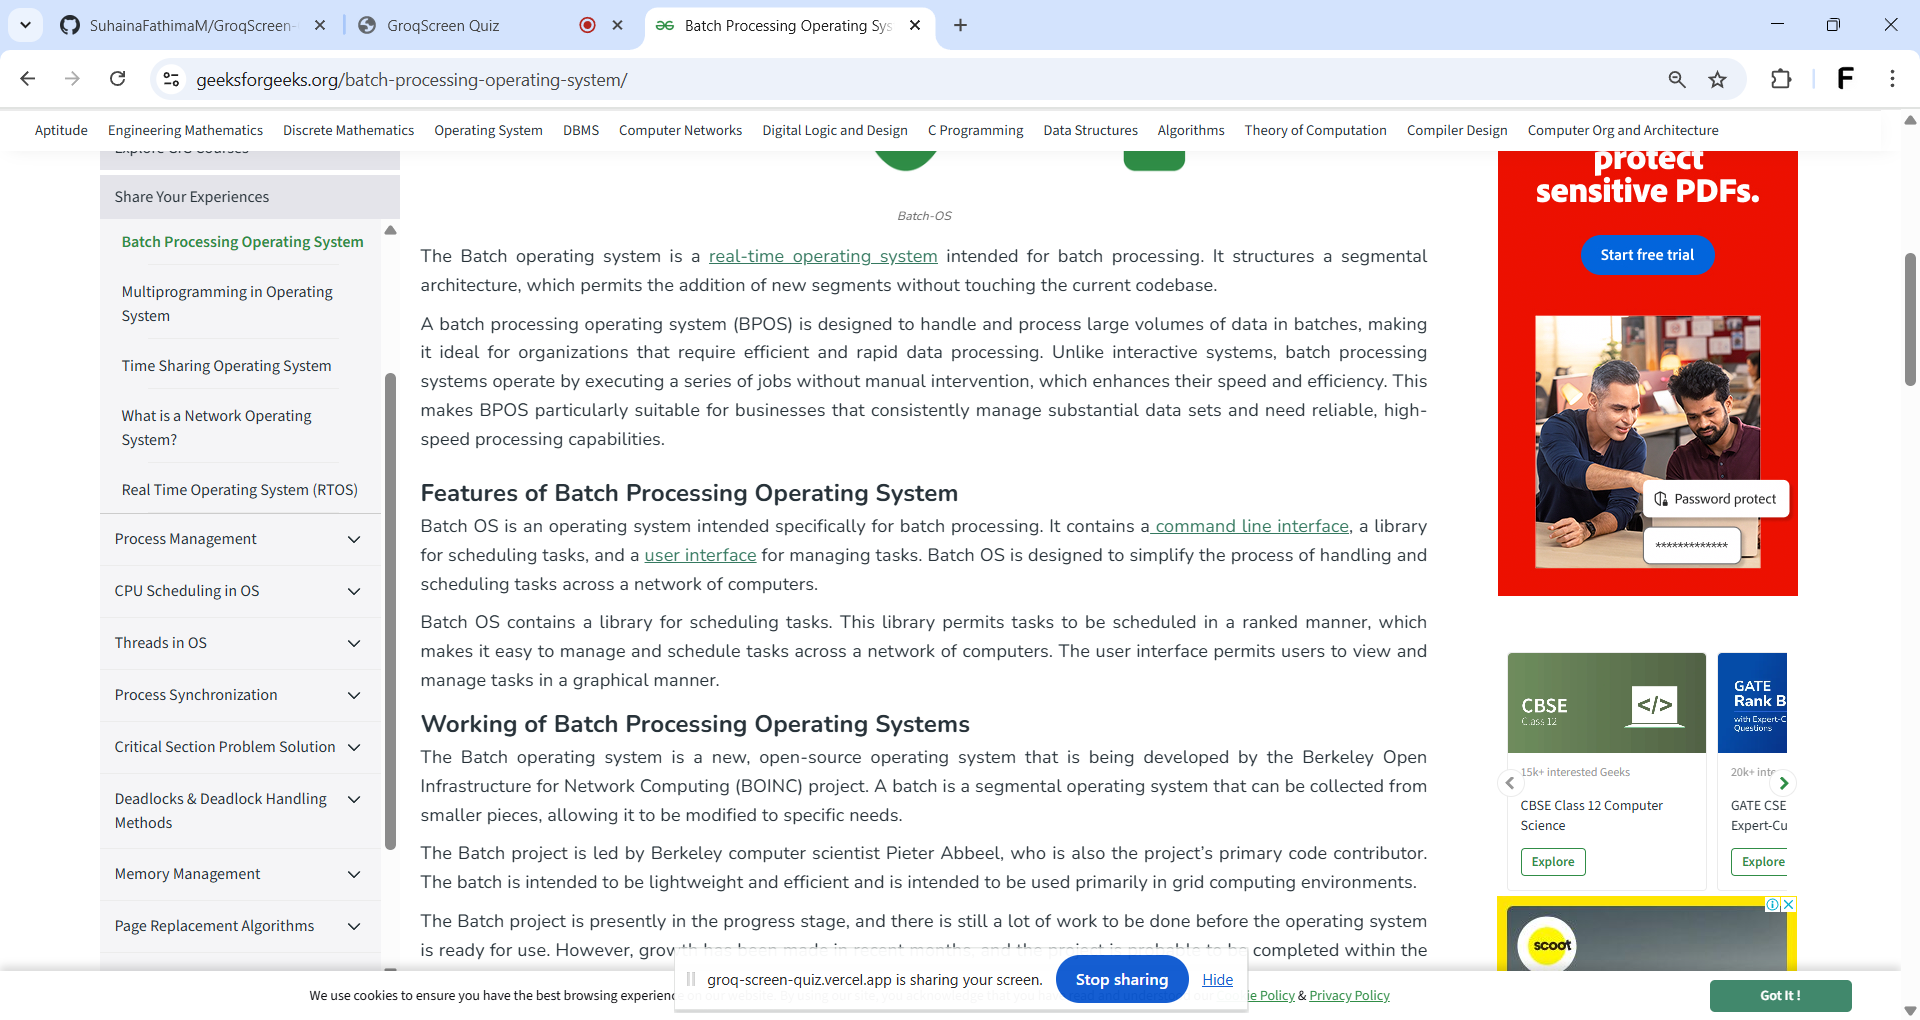 SuhainaFathimaM/GroqScreen-
GroqScreen Quiz
Batch Processing Operating Sys
geeksforgeeks.org/batch-processing-operating-system/
Aptitude Engineering Mathematics Discrete Mathematics Operating System DBMS Computer Networks Digital Logic and Design C Programming Data Structures Algorithms Theory of Computation Compiler Design Computer Org and Architecture
Share Your Experiences
Batch Processing Operating System
Multiprogramming in Operating
System
Time Sharing Operating System
What is a Network Operating
System?
Real Time Operating System (RTOS)
Process Management
CPU Scheduling in OS
Threads in OS
Process Synchronization
Critical Section Problem Solution
Deadlocks & Deadlock Handling
Methods
Memory Management
Page Replacement Algorithms
Batch-OS
The Batch operating system is a real-time operating system intended for batch processing. It structures a segmental
architecture, which permits the addition of new segments without touching the current codebase.
A batch processing operating system (BPOS) is designed to handle and process large volumes of data in batches, making
it ideal for organizations that require efficient and rapid data processing. Unlike interactive systems, batch processing
systems operate by executing a series of jobs without manual intervention, which enhances their speed and efficiency. This
makes BPOS particularly suitable for businesses that consistently manage substantial data sets and need reliable, high-
speed processing capabilities.
Features of Batch Processing Operating System
Batch OS is an operating system intended specifically for batch processing. It contains a command line interface, a library
for scheduling tasks, and a user interface for managing tasks. Batch OS is designed to simplify the process of handling and
scheduling tasks across a network of computers.
Batch OS contains a library for scheduling tasks. This library permits tasks to be scheduled in a ranked manner, which
makes it easy to manage and schedule tasks across a network of computers. The user interface permits users to view and
manage tasks in a graphical manner.
Working of Batch Processing Operating Systems
The Batch operating system is a new, open-source operating system that is being developed by the Berkeley Open
Infrastructure for Network Computing (BOINC) project. A batch is a segmental operating system that can be collected from
smaller pieces, allowing it to be modified to specific needs.
The Batch project is led by Berkeley computer scientist Pieter Abbeel, who is also the project's primary code contributor.
The batch is intended to be lightweight and efficient and is intended to be used primarily in grid computing environments.
The Batch project is presently in the progress stage, and there is still a lot of work to be done before the operating system
is ready for use. However, growth has been made in recent months, and the project is probable to be completed within the
protect
sensitive PDFs.
Start free trial
Password protect
*************
CBSE
Class 12
</>
15k+ interested Geeks
CBSE Class 12 Computer
Science
Explore
GATE
Rank B
with Expert-C
Questions
20k+ inte
GATE CSE
Expert-Cu
Explore
scoot
groq-screen-quiz.vercel.app is sharing your screen.
Stop sharing
Hide
We use cookies to ensure you have the best browsing experience
ie Policy & Privacy Policy
Got It !